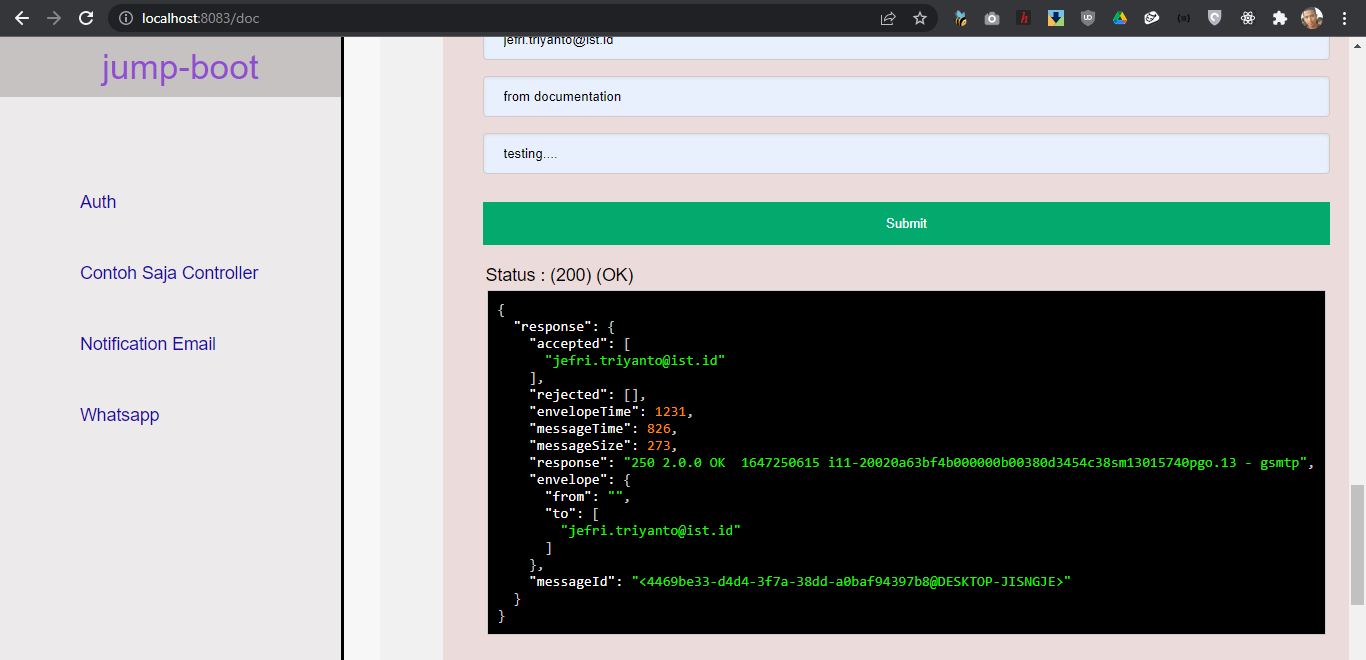 localhost:8083/doc
jump-boot
Auth
Contoh Saja Controller
Notification Email
Whatsapp
jefri.triyanto@ist.id
from documentation
testing....
Submit
Status : (200) (OK)
{
"response": {
"accepted": [
"jefri.triyanto@ist.id"
],
"rejected": [],
"envelopeTime": 1231,
"messageTime": 826,
"messageSize": 273,
"response": "250 2.0.0 OK  1647250615 i11-20020a63bf4b000000b00380d3454c38sm13015740pgo.13 - gsmtp",
"envelope": {
"from": "",
"to": [
"jefri.triyanto@ist.id"
]
},
"messageId": "<4469be33-d4d4-3f7a-38dd-a0baf94397b8@DESKTOP-JISNGJE>"
}
}